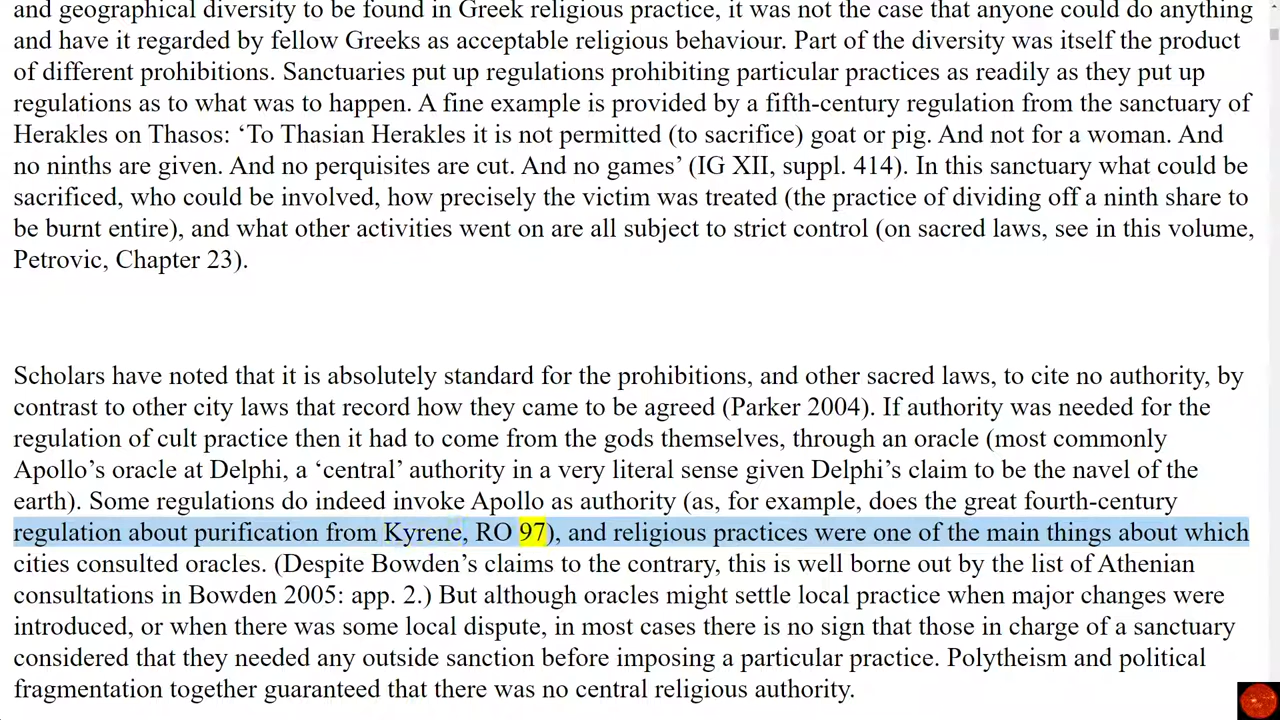 and geographical diversity to be found in Greek religious practice, it was not the case that anyone could do anything
and have it regarded by fellow Greeks as acceptable religious behaviour. Part of the diversity was itself the product
of different prohibitions. Sanctuaries put up regulations prohibiting particular practices as readily as they put up
regulations as to what was to happen. A fine example is provided by a fifth-century regulation from the sanctuary of
Herakles on Thasos: ‘To Thasian Herakles it is not permitted (to sacrifice) goat or pig. And not for a woman. And
no ninths are given. And no perquisites are cut. And no games’ (IG XII, suppl. 414). In this sanctuary what could be
sacrificed, who could be involved, how precisely the victim was treated (the practice of dividing off a ninth share to
be burnt entire), and what other activities went on are all subject to strict control (on sacred laws, see in this volume,
Petrovic, Chapter 23).
Scholars have noted that it is absolutely standard for the prohibitions, and other sacred laws, to cite no authority, by
contrast to other city laws that record how they came to be agreed (Parker 2004). If authority was needed for the
regulation of cult practice then it had to come from the gods themselves, through an oracle (most commonly
Apollo’s oracle at Delphi, a ‘central’ authority in a very literal sense given Delphi’s claim to be the navel of the
earth). Some regulations do indeed invoke Apollo as authority (as, for example, does the great fourth-century
regulation about purification from Kyrene, RO 97), and religious practices were one of the main things about which
cities consulted oracles. (Despite Bowden’s claims to the contrary, this is well borne out by the list of Athenian
consultations in Bowden 2005: app. 2.) But although oracles might settle local practice when major changes were
introduced, or when there was some local dispute, in most cases there is no sign that those in charge of a sanctuary
considered that they needed any outside sanction before imposing a particular practice. Polytheism and political
fragmentation together guaranteed that there was no central religious authority.